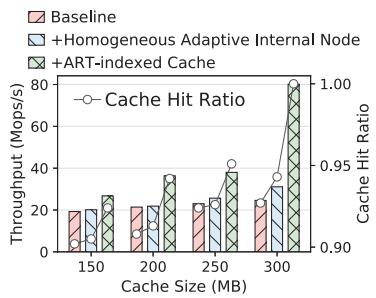 Baseline
+Homogeneous Adaptive Internal Node
+ART-indexed Cache
Cache Hit Ratio
Throughput (Mops/s)
80
60
40
20
0
1.00
0.95
0.90
Cache Hit Ratio
150 200 250 300
Cache Size (MB)